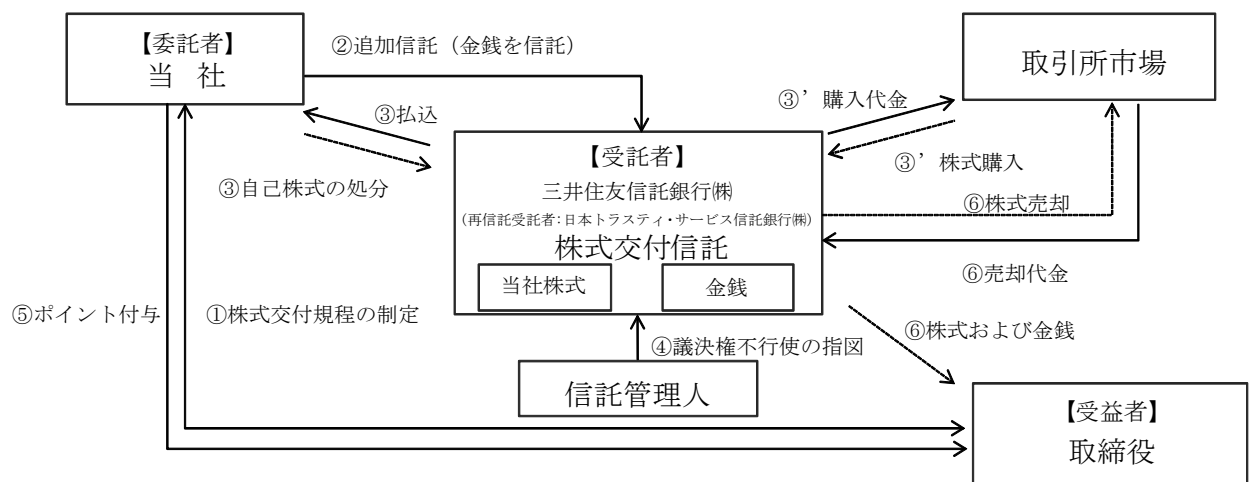 【委託者】
当 社
②追加信託（金銭を信託）
取引所市場
③払込
③’購入代金
③自己株式の処分
③’株式購入
【受託者】
三井住友信託銀行㈱
(再信託受託者：日本トラスティ・サービス信託銀行㈱)
株式交付信託
当社株式
金銭
⑥株式売却
⑥売却代金
⑤ポイント付与
①株式交付規程の制定
④議決権不行使の指図
⑥株式および金銭
信託管理人
【受益者】
取締役